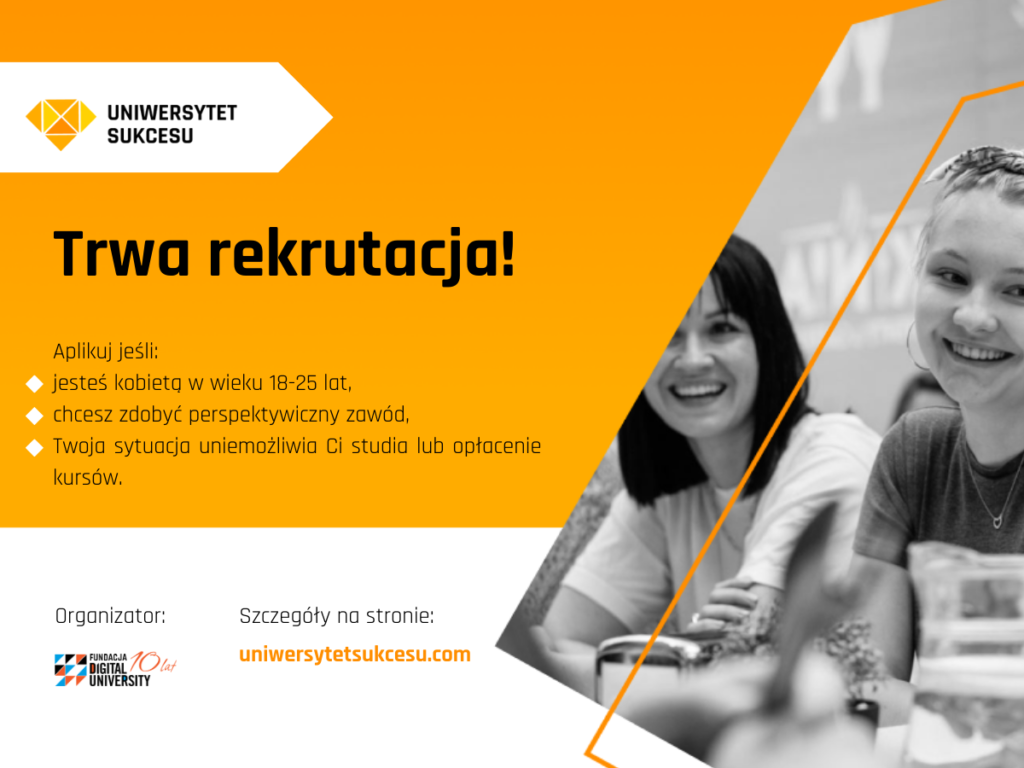 UNIWERSYTET
SUKCESU
Trwa rekrutacja!
Aplikuj jeśli:
jesteś kobietą w wieku 18-25 lat,
chcesz zdobyć perspektywiczny zawód,
Twoja sytuacja uniemożliwia Ci studia lub opłacenie
kursów.
Organizator:
FUNDACJA
DIGITAL
UNIVERSITY
10 lat
Szczegóły na stronie:
uniwersytetsukcesu.com